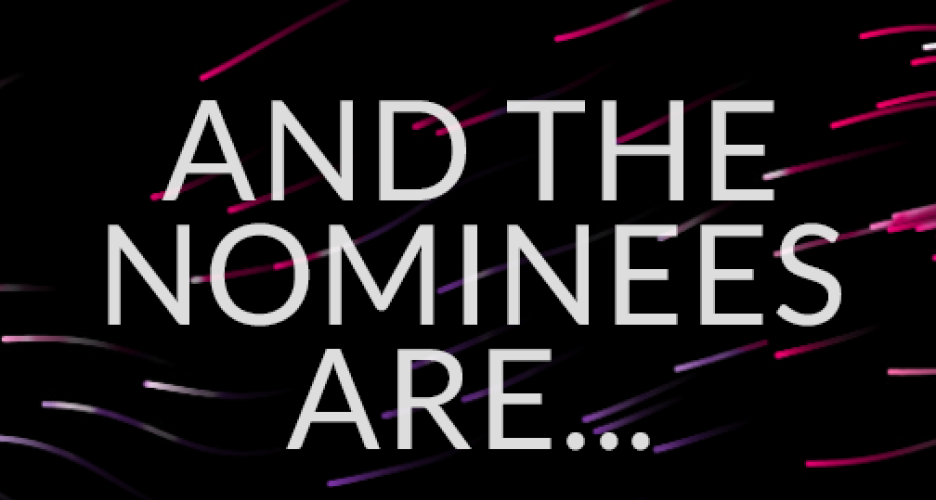 AND THE
NOMINEES
ARE...